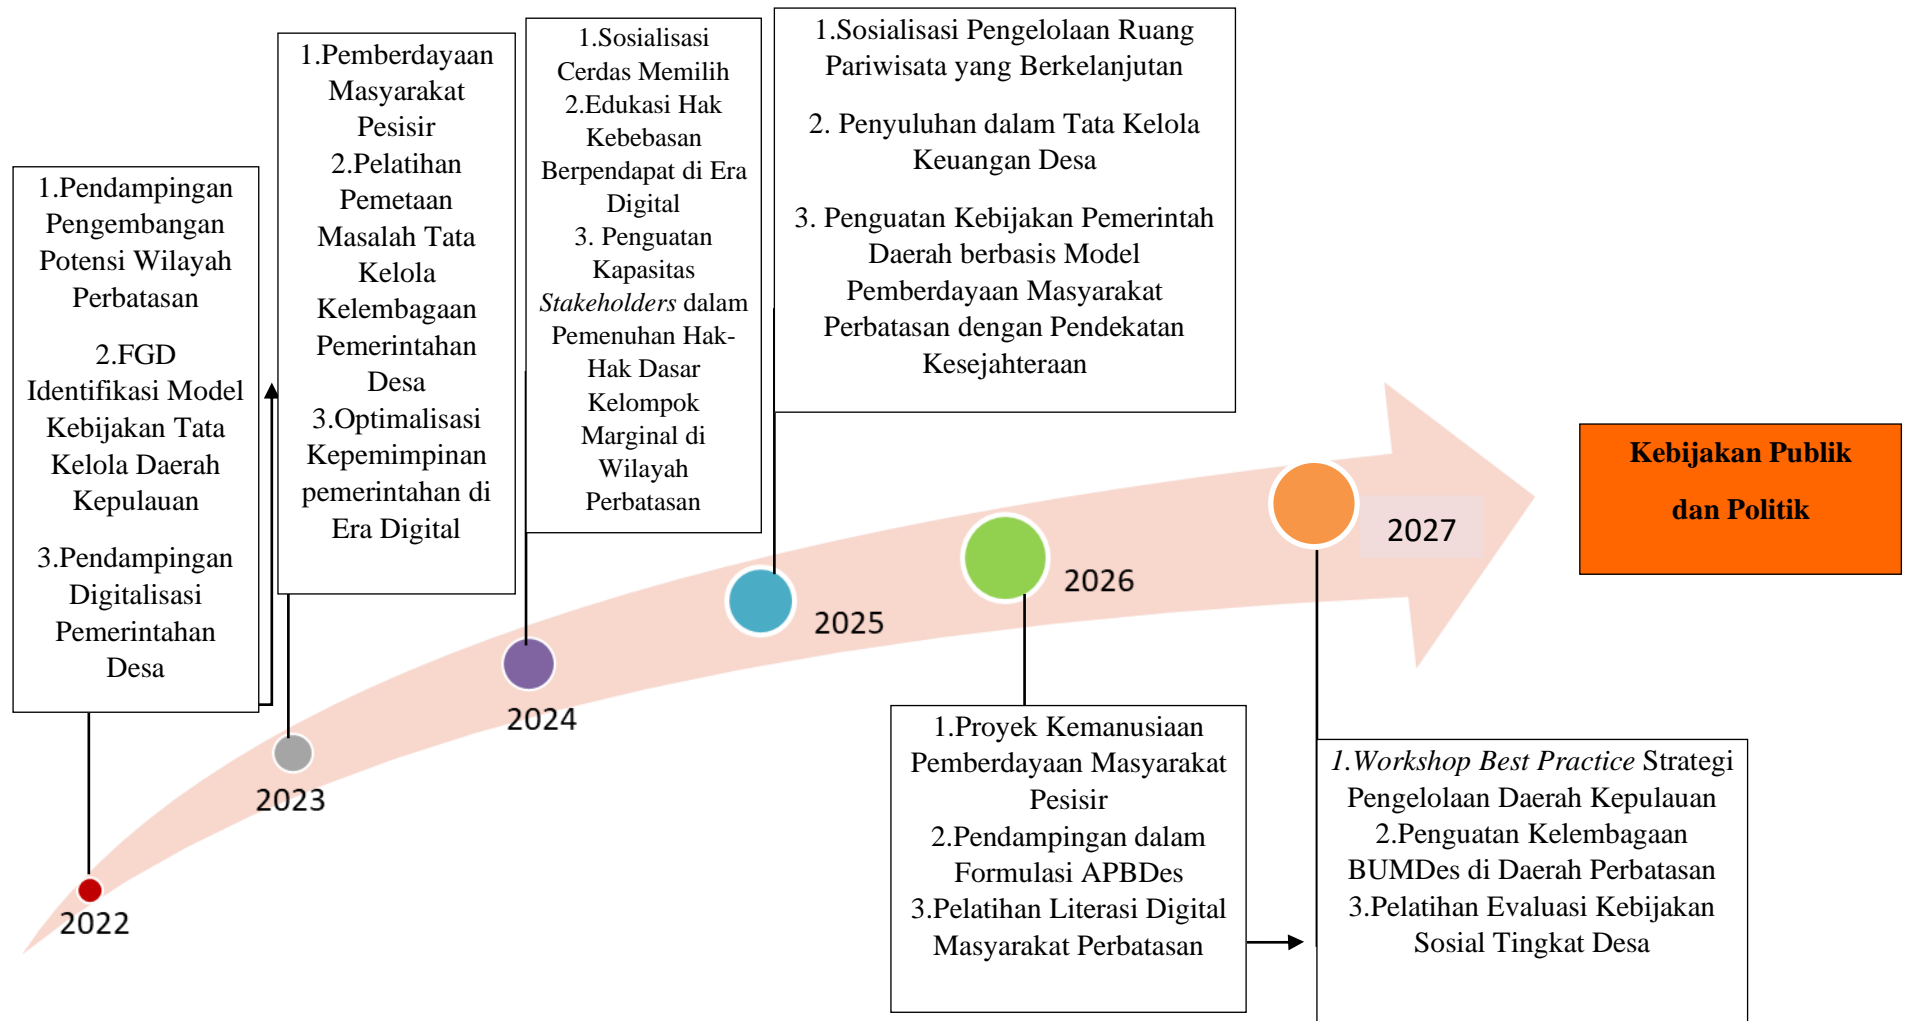 1.Pendampingan
Pengembangan
Potensi Wilayah
Perbatasan
2.FGD
Identifikasi Model
Kebijakan Tata
Kelola Daerah
Kepulauan
3.Pendampingan
Digitalisasi
Pemerintahan
Desa
2022
1.Pemberdayaan
Masyarakat
Pesisir
2.Pelatihan
Pemetaan
Masalah Tata
Kelola
Kelembagaan
Pemerintahan
Desa
3.Optimalisasi
Kepemimpinan
pemerintahan di
Era Digital
2023
1.Sosialisasi
Cerdas Memilih
2.Edukasi Hak
Kebebasan
Berpendapat di Era
Digital
3. Penguatan
Kapasitas
Stakeholders dalam
Pemenuhan Hak-
Hak Dasar
Kelompok
Marginal di
Wilayah
Perbatasan
2024
1.Sosialisasi Pengelolaan Ruang
Pariwisata yang Berkelanjutan
2. Penyuluhan dalam Tata Kelola
Keuangan Desa
3. Penguatan Kebijakan Pemerintah
Daerah berbasis Model
Pemberdayaan Masyarakat
Perbatasan dengan Pendekatan
Kesejahteraan
2025
2026
1.Proyek Kemanusiaan
Pemberdayaan Masyarakat
Pesisir
2.Pendampingan dalam
Formulasi APBDes
3.Pelatihan Literasi Digital
Masyarakat Perbatasan
2027
1.Workshop Best Practice Strategi
Pengelolaan Daerah Kepulauan
2.Penguatan Kelembagaan
BUMDes di Daerah Perbatasan
3.Pelatihan Evaluasi Kebijakan
Sosial Tingkat Desa
Kebijakan Publik
dan Politik